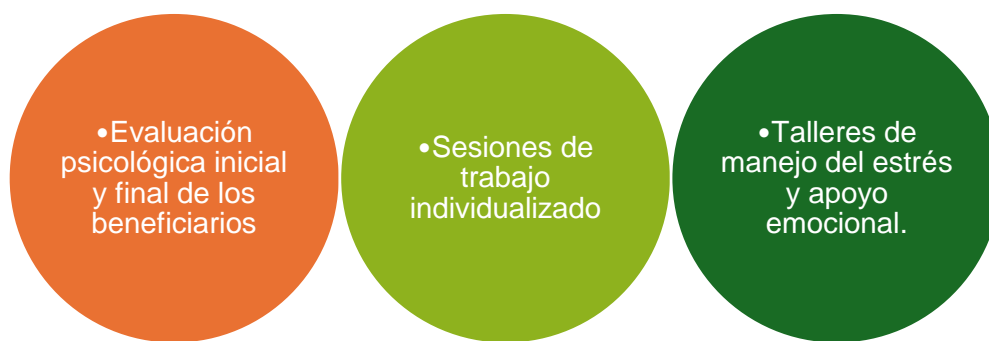 •Evaluación
psicológica inicial
y final de los
beneficiarios
•Sesiones de
trabajo
individualizado
•Talleres de
manejo del estrés
y apoyo
emocional.